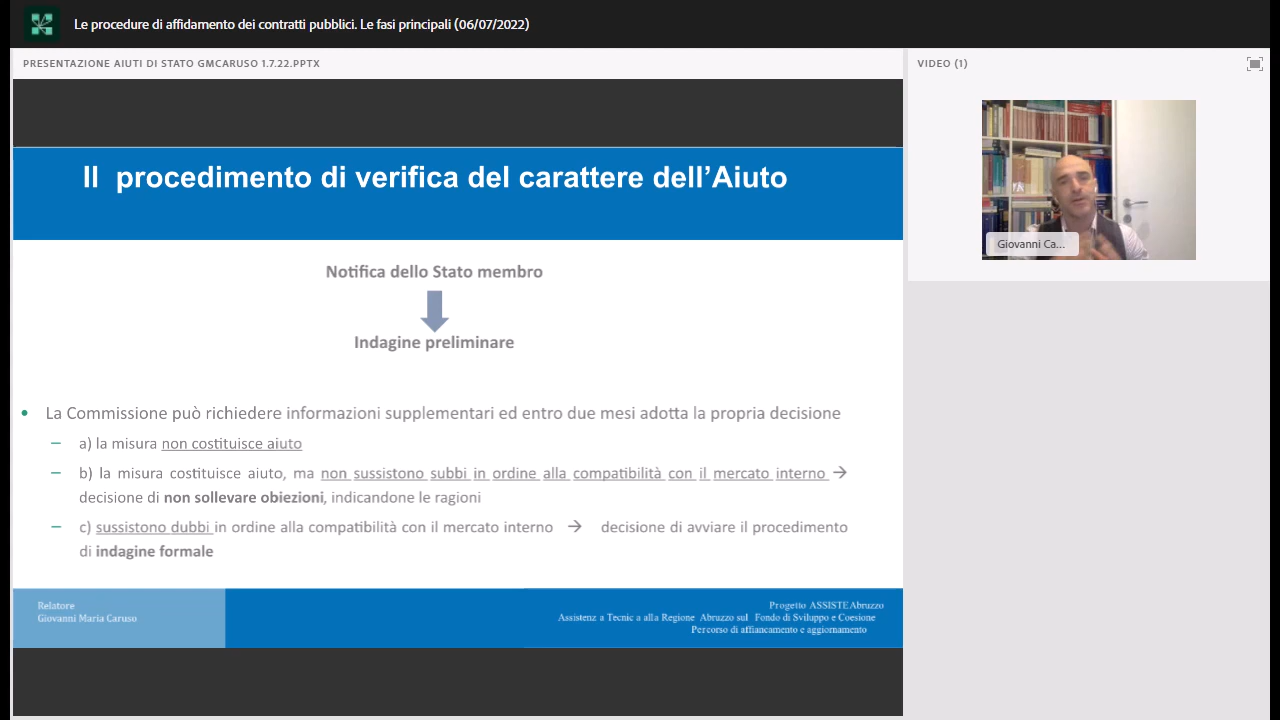 Le procedure di affidamento dei contratti pubblici. Le fasi principali (06/07/2022)
PRESENTAZIONE AIUTI DI STATO GMCARUSO 1.7.22.PPTX
VIDEO (1)
Il procedimento di verifica del carattere dell'Aiuto
Notifica dello Stato membro
Indagine preliminare
• La Commissione può richiedere informazioni supplementari ed entro due mesi adotta la propria decisione
– a) la misura non costituisce aiuto
– b) la misura costituisce aiuto, ma non sussistono subbi in ordine alla compatibilità con il mercato interno →
decisione di non sollevare obiezioni, indicandone le ragioni
– c) sussistono dubbi in ordine alla compatibilità con il mercato interno → decisione di avviare il procedimento
di indagine formale
Relatore
Giovanni Maria Caruso
Progetto ASSISTEAbruzzo
Assistenz a Tecnic a alla Regione Abruzzo sul Fondo di Sviluppo e Coesione
Percorso di affiancamento e aggiornamento
Giovanni Ca...